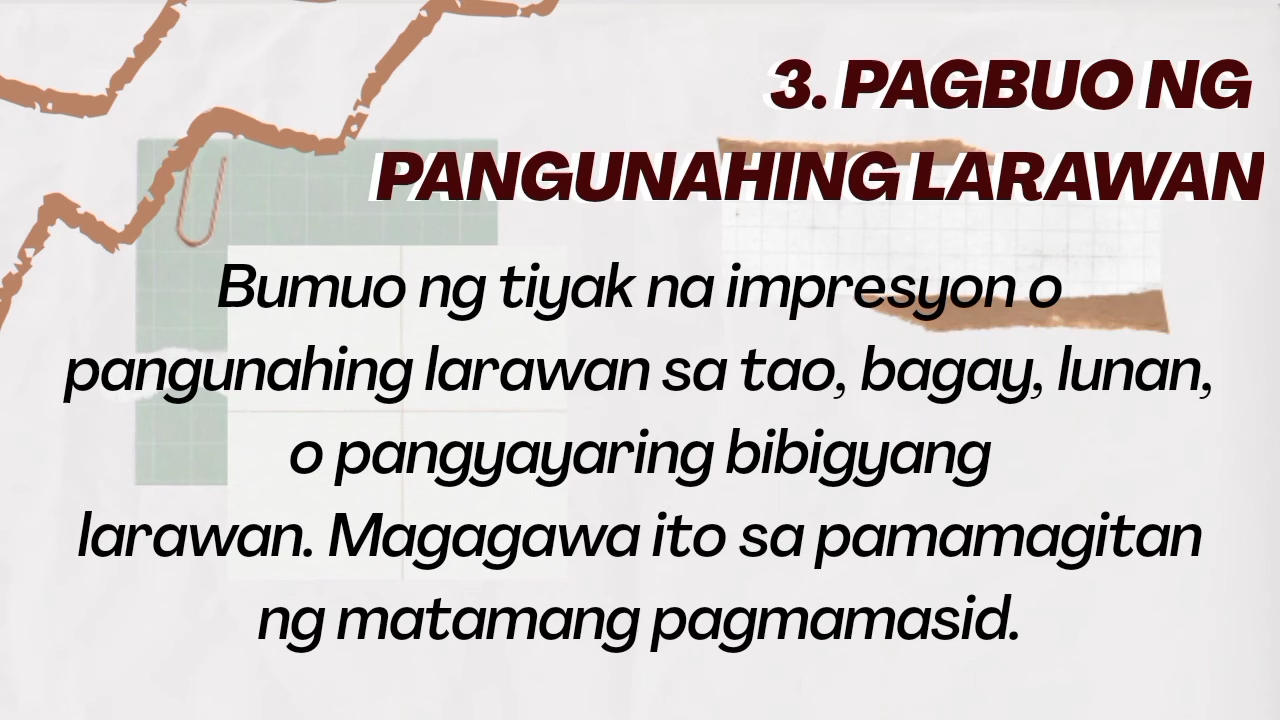 3. PAGBUO NG
PANGUNAHING LARAWAN
Bumuo ng tiyak na impresyon o
pangunahing larawan sa tao, bagay, lunan,
o pangyayaring bibigyang
larawan. Magagawa ito sa pamamagitan
ng matamang pagmamasid.